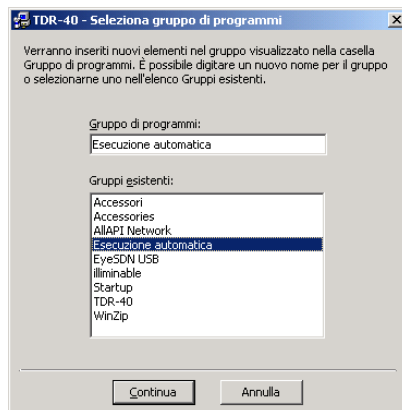 TDR-40 - Seleziona gruppo di programmi
Verranno inseriti nuovi elementi nel gruppo visualizzato nella casella
Gruppo di programmi. È possibile digitare un nuovo nome per il gruppo
o selezionarne uno nell'elenco Gruppi esistenti.
Gruppo di programmi:
Esecuzione automatica
Gruppi esistenti:
Accessori
Accessories
AllAPI Network
Esecuzione automatica
EyeSDN USB
illiminable
Startup
TDR-40
WinZip
Continua
Annulla